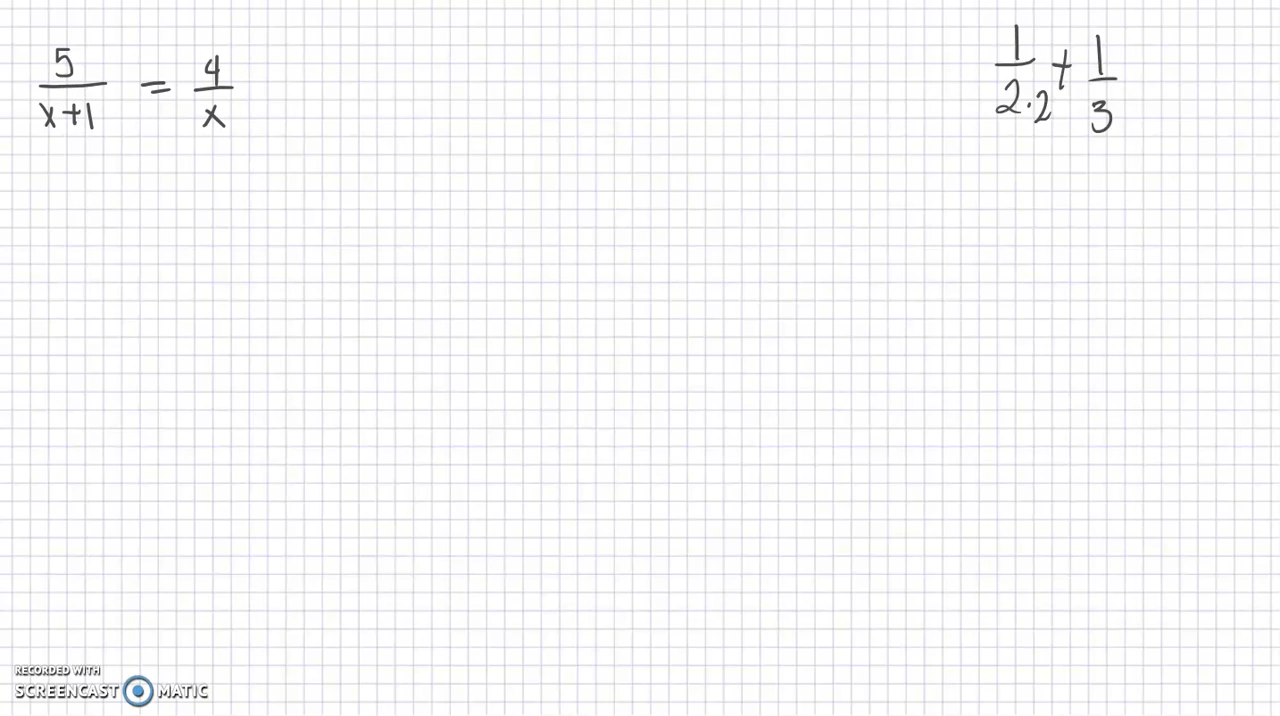 5/(x+1) = 4/x
1/(2·2) + 1/3
RECORDED WITH
SCREENCAST MATIC